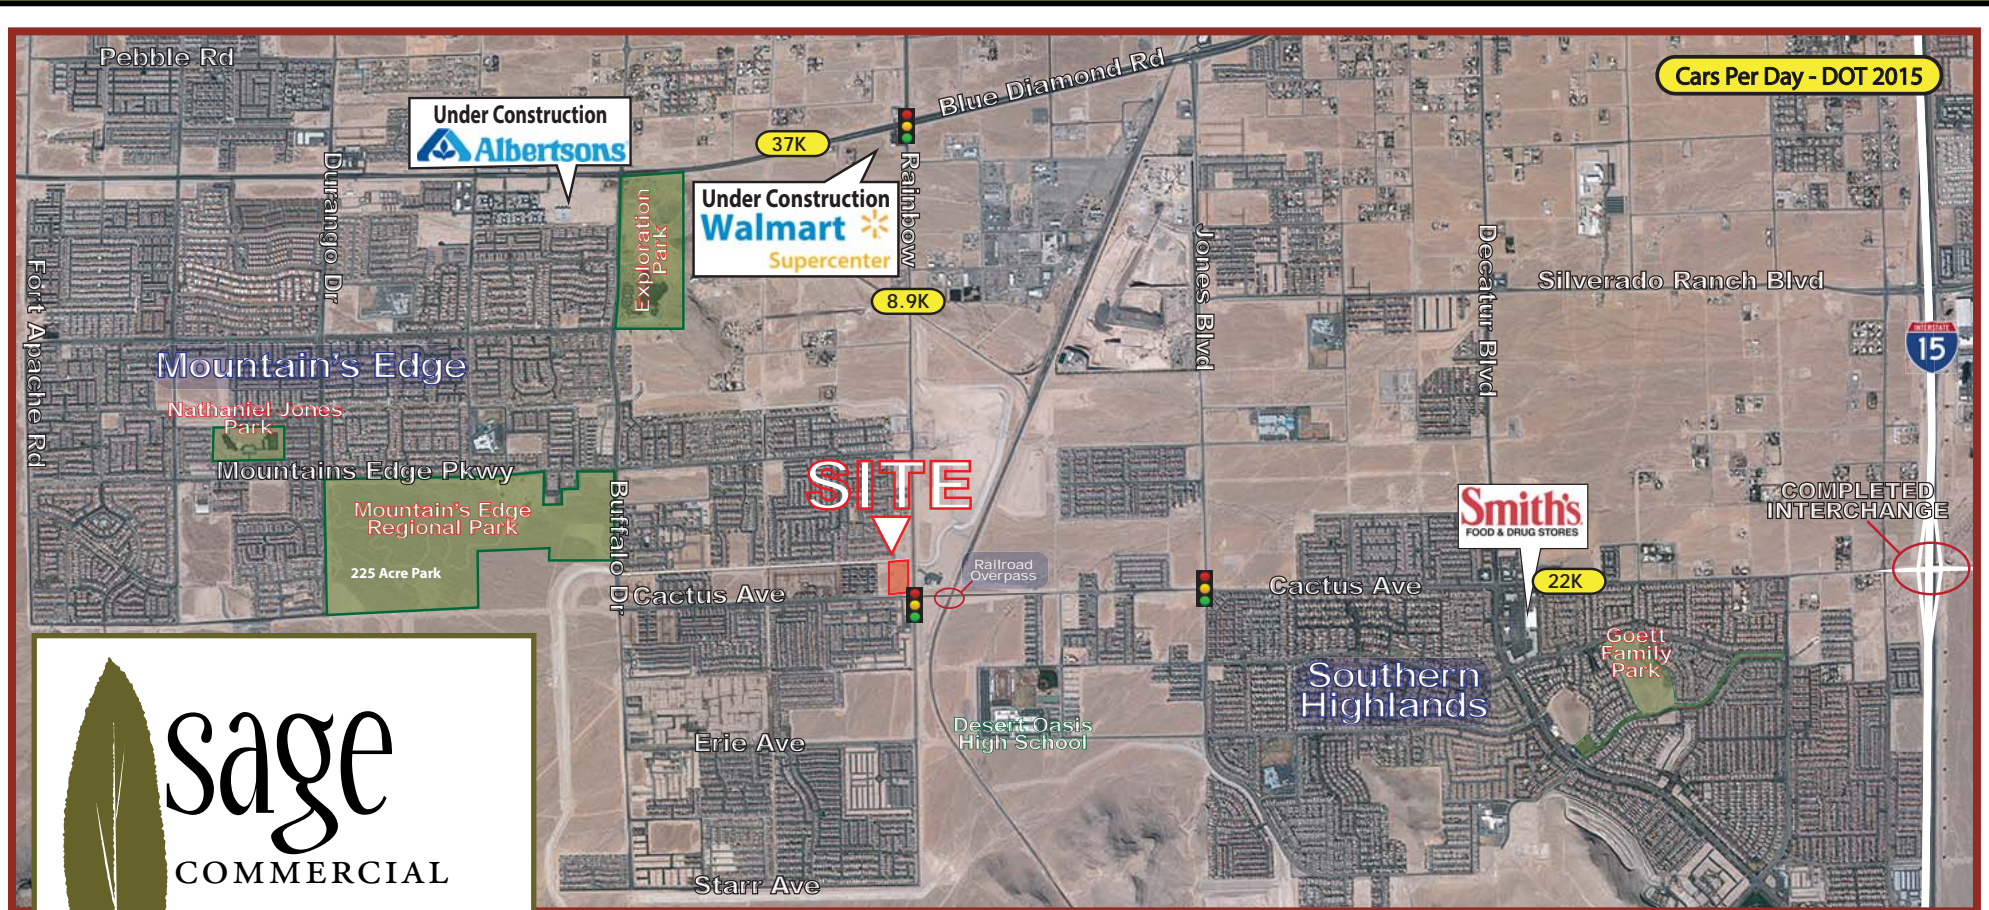 Pebble Rd
Blue Diamond Rd
Cars Per Day - DOT 2015
Under Construction
Albertsons
37K
Durango Dr
Exploration
Park
Under Construction
Walmart
Supercenter
Rainbow
8.9K
Jones Blvd
Decatur Blvd
Silverado Ranch Blvd
INTERSTATE
15
Fort Apache Rd
Mountain's Edge
Nathaniel Jones
Park
Mountains Edge Pkwy
Mountain's Edge
Regional Park
225 Acre Park
Buffalo Dr
SITE
Railroad
Overpass
Cactus Ave
Cactus Ave
Smith's
FOOD & DRUG STORES
22K
COMPLETED
INTERCHANGE
Goett
Family
Park
Southern
Highlands
Desert Oasis
High School
Erie Ave
Starr Ave
sage
COMMERCIAL